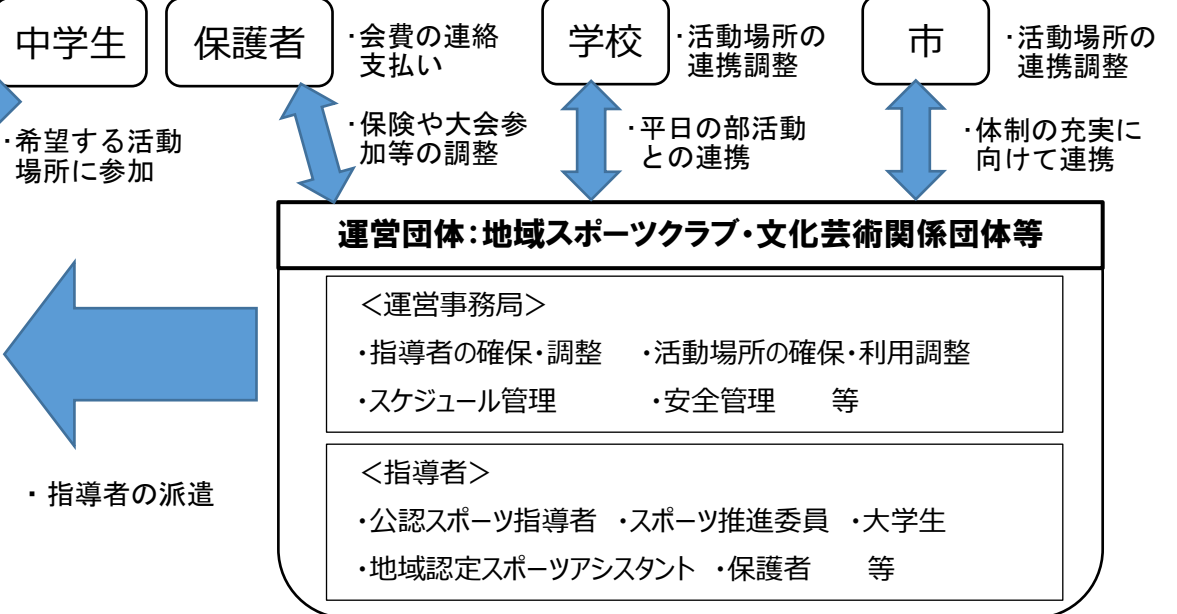 中学生
保護者
・会費の連絡
支払い
学校
・活動場所の
連携調整
市
・活動場所の
連携調整
・希望する活動
場所に参加
・保険や大会参
加等の調整
・平日の部活動
との連携
・体制の充実に
向けて連携
運営団体：地域スポーツクラブ・文化芸術関係団体等
＜運営事務局＞
・指導者の確保・調整　・活動場所の確保・利用調整
・スケジュール管理　・安全管理　等
・指導者の派遣
＜指導者＞
・公認スポーツ指導者　・スポーツ推進委員　・大学生
・地域認定スポーツアシスタント　・保護者　等